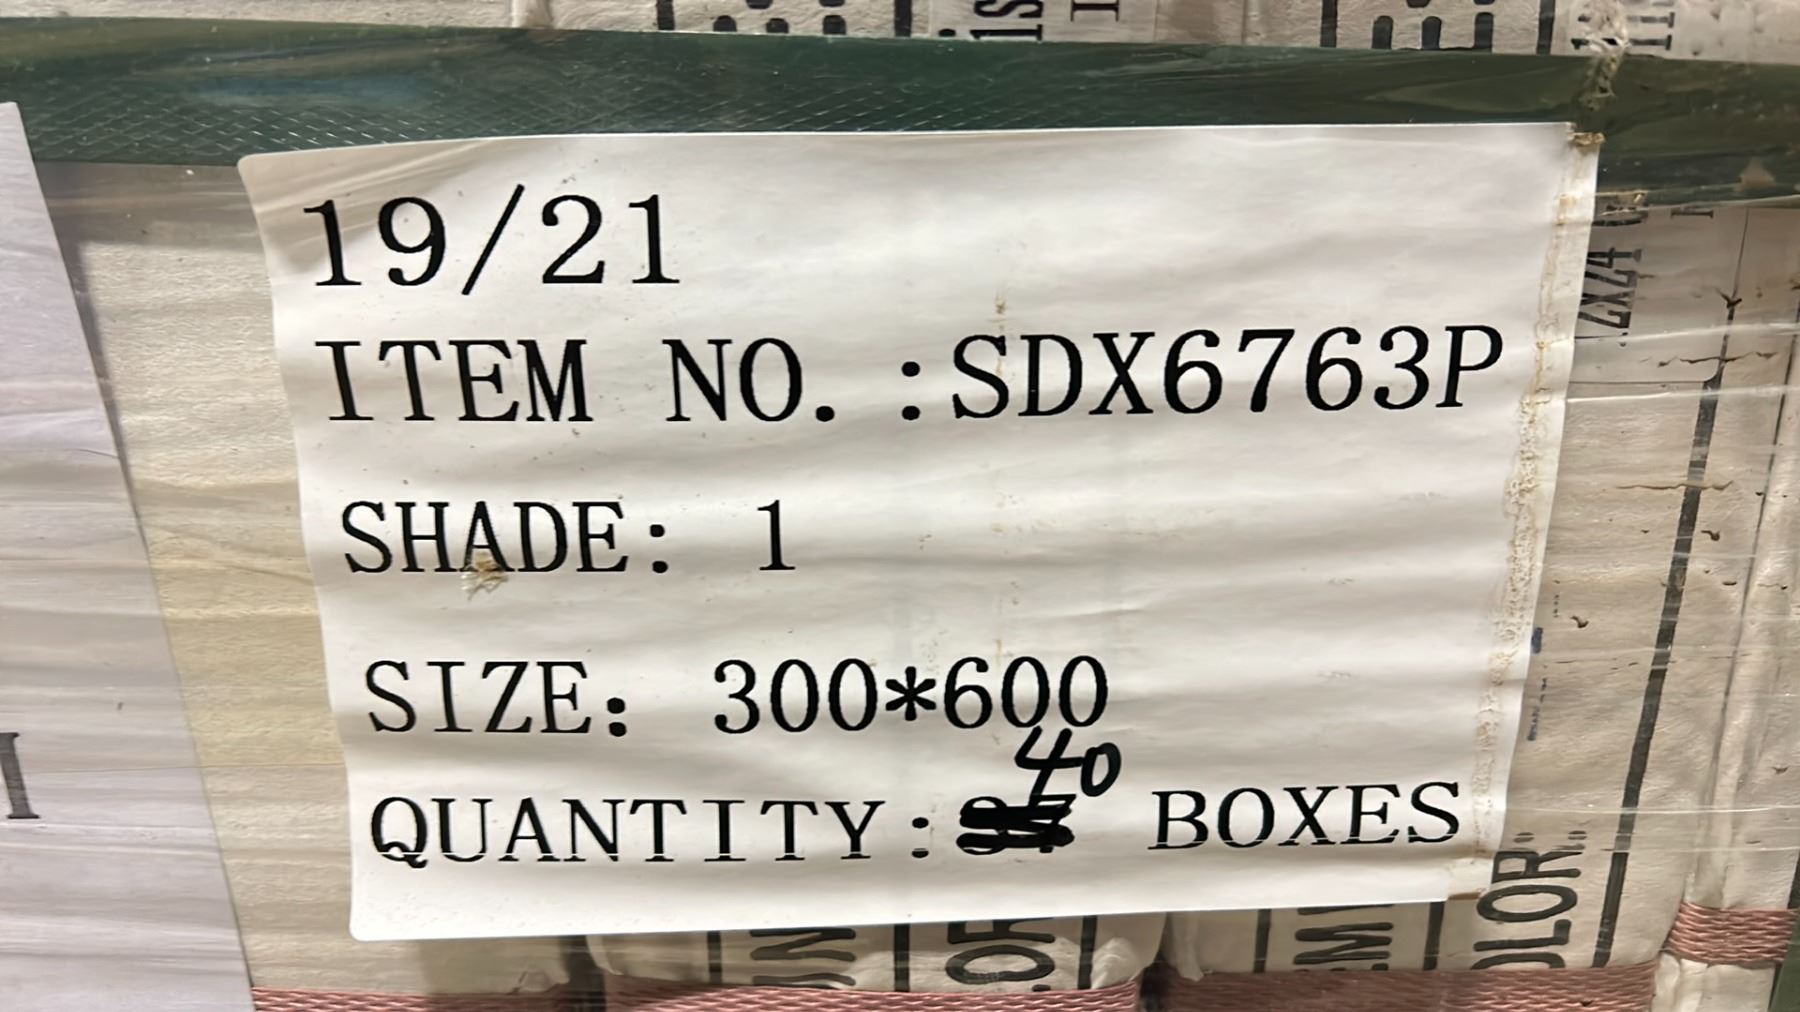 19/21
ITEM NO. :SDX6763P
SHADE: 1
SIZE: 300*600
40
QUANTITY: BOXES